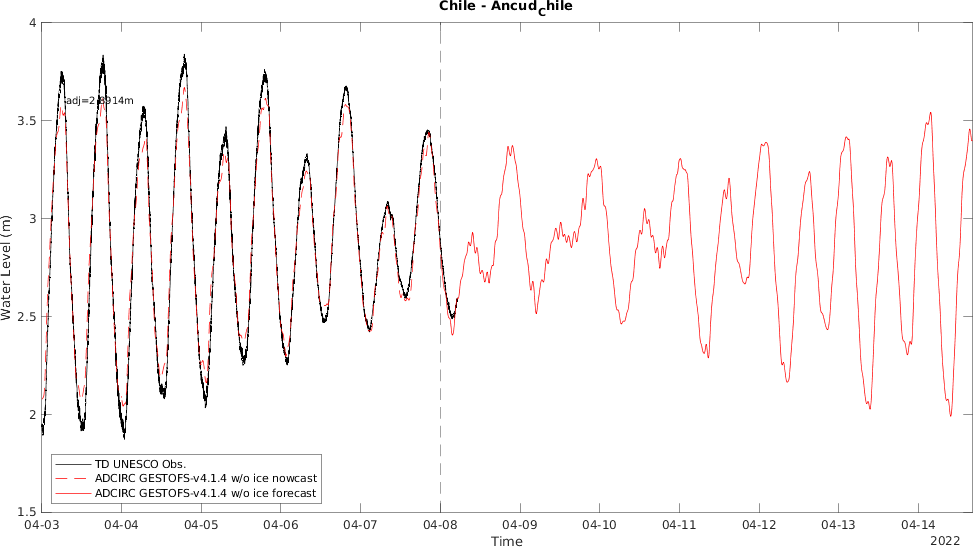 Chile - Ancud_Chile
4
3.5
3
2.5
2
1.5
Water Level (m)
adj=2.8914m
TD UNESCO Obs.
ADCIRC GESTOFS-v4.1.4 w/o ice nowcast
ADCIRC GESTOFS-v4.1.4 w/o ice forecast
04-03 04-04 04-05 04-06 04-07 04-08 04-09 04-10 04-11 04-12 04-13 04-14
Time
2022